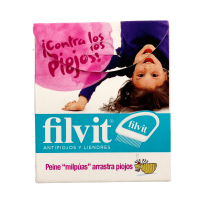 ¡Contra los
piojos!
filvit®
filvit
ANTIPIOJOS Y LIENDRES
Peine "milpúas" arrastra piojos